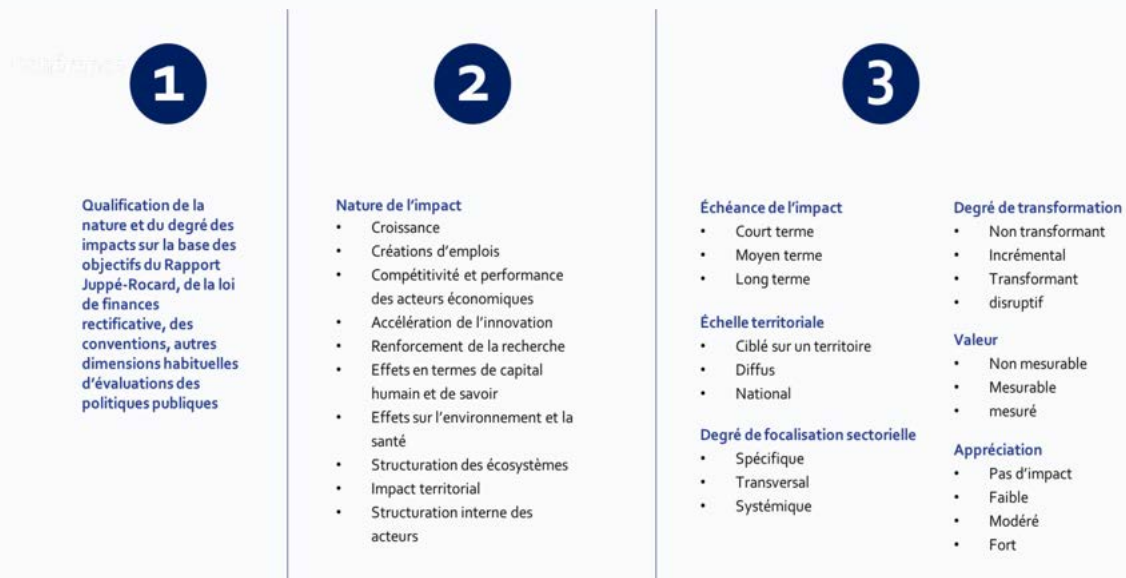 1
Qualification de la
nature et du degré des
impacts sur la base des
objectifs du Rapport
Juppé-Rocard, de la loi
de finances
rectificative, des
conventions, autres
dimensions habituelles
d'évaluations des
politiques publiques
2
Nature de l'impact
• Croissance
• Créations d'emplois
• Compétitivité et performance
des acteurs économiques
• Accélération de l'innovation
• Renforcement de la recherche
• Effets en termes de capital
humain et de savoir
• Effets sur l'environnement et la
santé
• Structuration des écosystèmes
• Impact territorial
• Structuration interne des
acteurs
3
Échéance de l'impact
• Court terme
• Moyen terme
• Long terme
Échelle territoriale
• Ciblé sur un territoire
• Diffus
• National
Degré de focalisation sectorielle
• Spécifique
• Transversal
• Systémique
Degré de transformation
• Non transformant
• Incrémental
• Transformant
• disruptif
Valeur
• Non mesurable
• Mesurable
• mesuré
Appréciation
• Pas d'impact
• Faible
• Modéré
• Fort